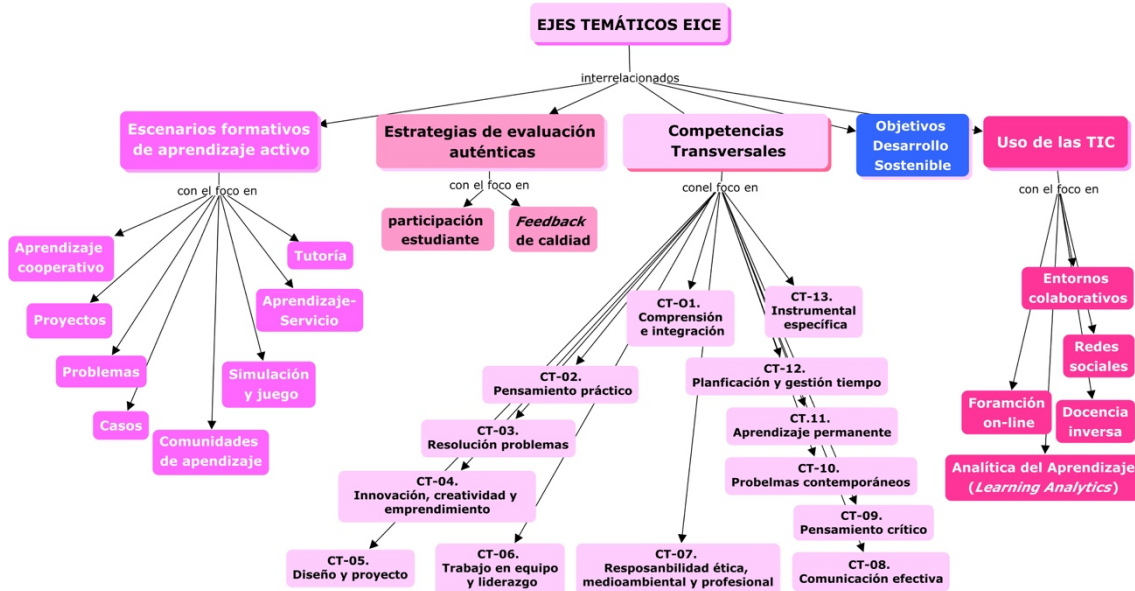 EJES TEMÁTICOS EICE
interrelacionados
Escenarios formativos
de aprendizaje activo
Estrategias de evaluación
auténticas
Competencias
Transversales
Objetivos
Desarrollo
Sostenible
Uso de las TIC
con el foco en
con el foco en
conel foco en
con el foco en
Aprendizaje
cooperativo
Proyectos
Problemas
Casos
Comunidades
de apendizaje
Simulación
y juego
Aprendizaje-
Servicio
Tutoría
participación
estudiante
Feedback
de caldiad
CT-O1.
Comprensión
e integración
CT-02.
Pensamiento práctico
CT-03.
Resolución problemas
CT-04.
Innovación, creatividad y
emprendimiento
CT-05.
Diseño y proyecto
CT-06.
Trabajo en equipo
y liderazgo
CT-07.
Resposanbilidad ética,
medioambiental y profesional
CT-08.
Comunicación efectiva
CT-09.
Pensamiento crítico
CT-10.
Probelmas contemporáneos
CT.11.
Aprendizaje permanente
CT-12.
Planficación y gestión tiempo
CT-13.
Instrumental
específica
Entornos
colaborativos
Redes
sociales
Docencia
inversa
Foramción
on-line
Analítica del Aprendizaje
(Learning Analytics)